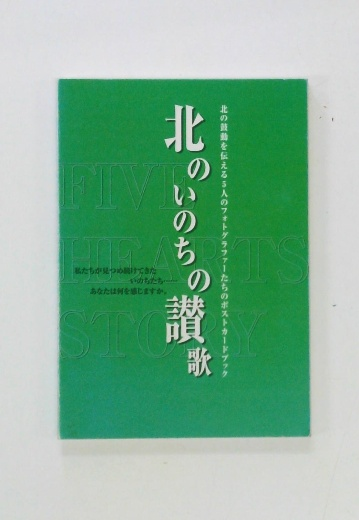 北の鼓動を伝える5人のフォトグラファーたちのポストカードブック
北のいのちの讃歌
私たちが見つめ続けてきた
いのちたち
あなたは何を感じますか。
FIVE
HEARTS
STORY